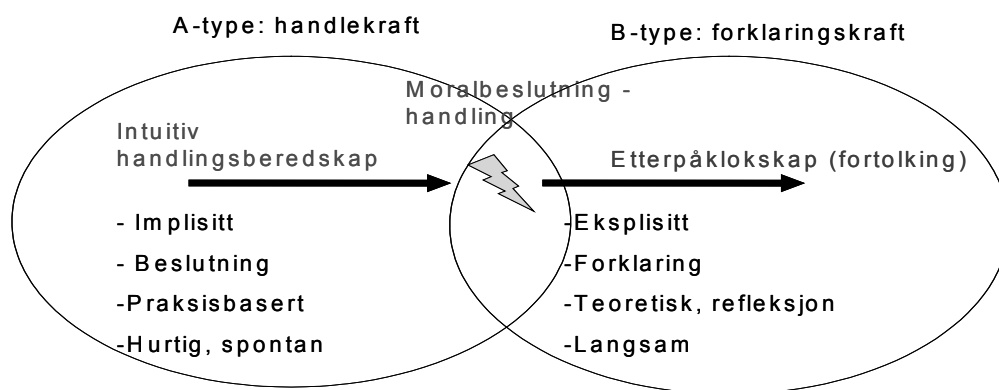 A-type: handlekraft
B-type: forklaringskraft
Moralbeslutning -
handling
Intuitiv
handlingsberedskap
Etterpåklokskap (fortolking)
- Implisitt
- Beslutning
-Praksisbasert
-Hurtig, spontan
-Eksplisitt
-Forklaring
-Teoretisk, refleksjon
-Langsam